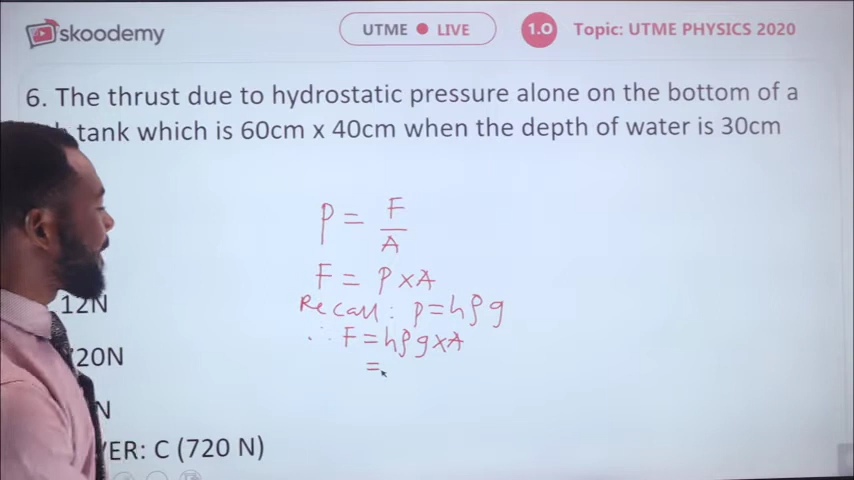 skoodemy
UTME ● LIVE
1.0
Topic: UTME PHYSICS 2020
6. The thrust due to hydrostatic pressure alone on the bottom of a
tank which is 60cm x 40cm when the depth of water is 30cm
P = F/A
F = P x A
Recall: P = hρg
∴ F = hρg x A
=
12N
20N
N
ER: C (720 N)